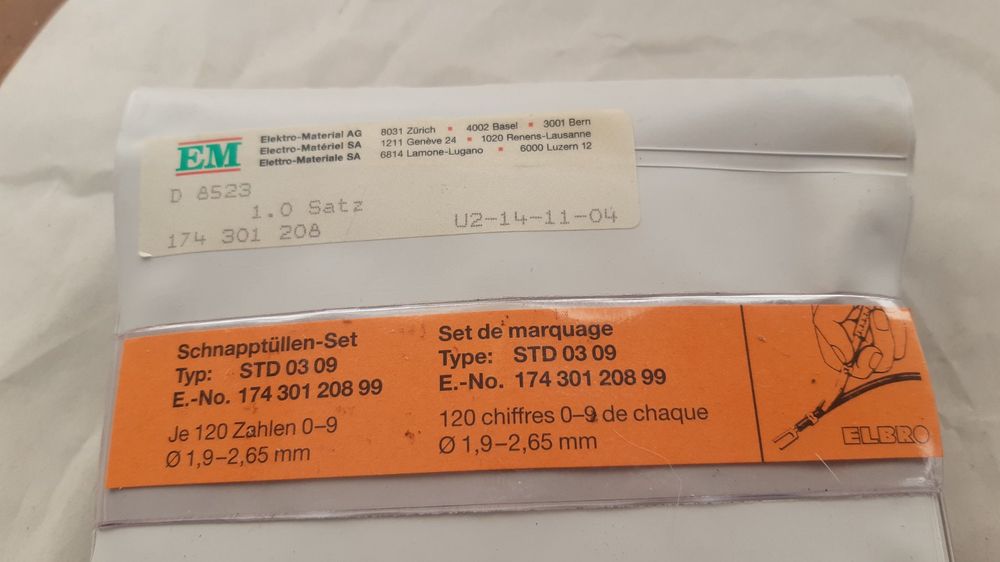 EM
Elektro-Material AG
Electro-Matériel SA
Elettro-Materiale SA
8031 Zürich ▪ 4002 Basel ▪ 3001 Bern
1211 Genève 24 ▪ 1020 Renens-Lausanne
6814 Lamone-Lugano ▪ 6000 Luzern 12
D 8523
1.0 Satz
174 301 208
U2-14-11-04
Schnapptüllen-Set
Typ: STD 03 09
E.-No. 174 301 208 99
Je 120 Zahlen 0–9
Ø 1,9–2,65 mm
Set de marquage
Type: STD 03 09
E.-No. 174 301 208 99
120 chiffres 0–9 de chaque
Ø 1,9–2,65 mm
ELBRO